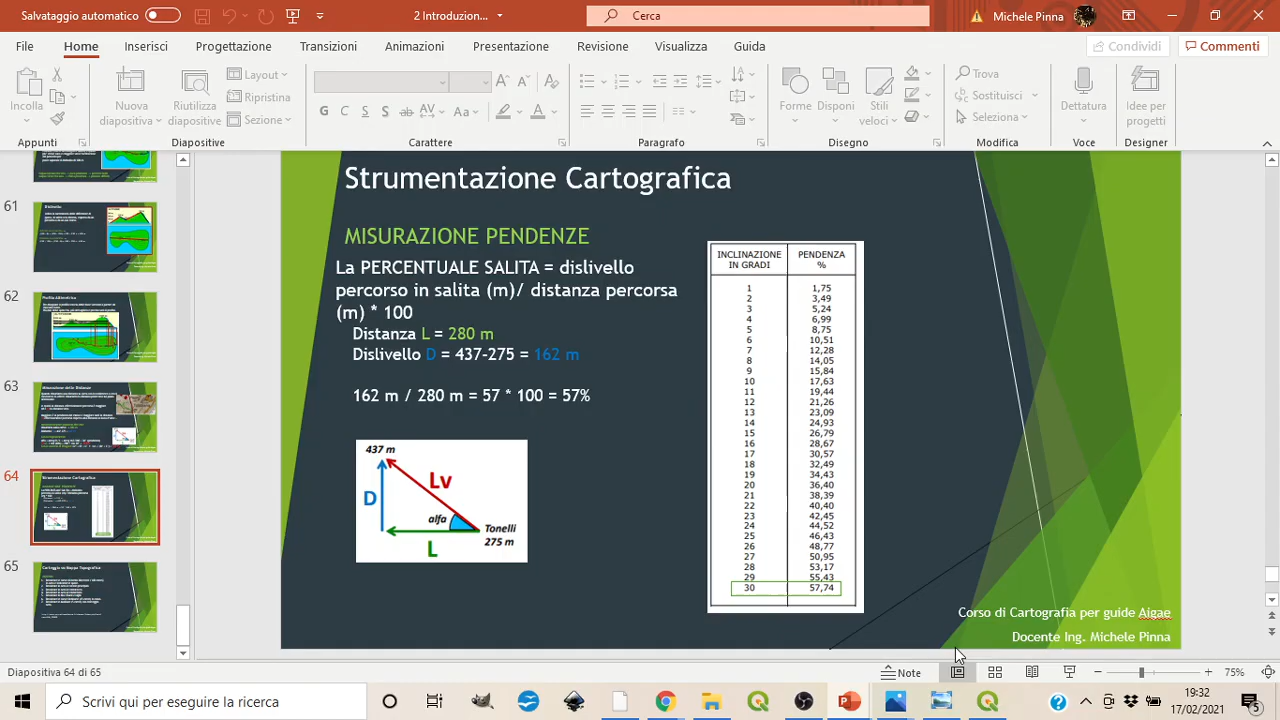 Salvataggio automatico
2 Introduzion...
Cerca
Michele Pinna
File
Home
Inserisci
Progettazione
Transizioni
Animazioni
Presentazione
Revisione
Visualizza
Guida
Condividi
Commenti
Incolla
Nuova
diapositiva
Riutilizza
diapositive
Layout
Ripristina
Sezione
Forme
Disponi
Stili
veloci
Trova
Sostituisci
Seleziona
Dettatura
Idee per
progetti
Appunti
Diapositive
Carattere
Paragrafo
Disegno
Modifica
Voce
Designer
61
62
63
64
65
Strumentazione Cartografica
MISURAZIONE PENDENZE
La PERCENTUALE SALITA = dislivello
percorso in salita (m)/ distanza percorsa
(m) * 100
Distanza L = 280 m
Dislivello D = 437-275 = 162 m
162 m / 280 m = 57 * 100 = 57%
437 m
Lv
D
alfa
Tonelli
275 m
L
INCLINAZIONE IN GRADI PENDENZA %
1 1,75
2 3,49
3 5,24
4 6,99
5 8,75
6 10,51
7 12,28
8 14,05
9 15,84
10 17,63
11 19,44
12 21,26
13 23,09
14 24,93
15 26,79
16 28,67
17 30,57
18 32,49
19 34,43
20 36,40
21 38,39
22 40,40
23 42,45
24 44,52
25 46,43
26 48,77
27 50,95
28 53,17
29 55,43
30 57,74
Corso di Cartografia per guide Aigae
Docente Ing. Michele Pinna
Diapositiva 64 di 65
Note
75%
Scrivi qui per eseguire la ricerca
19:32
17/02/2021
5